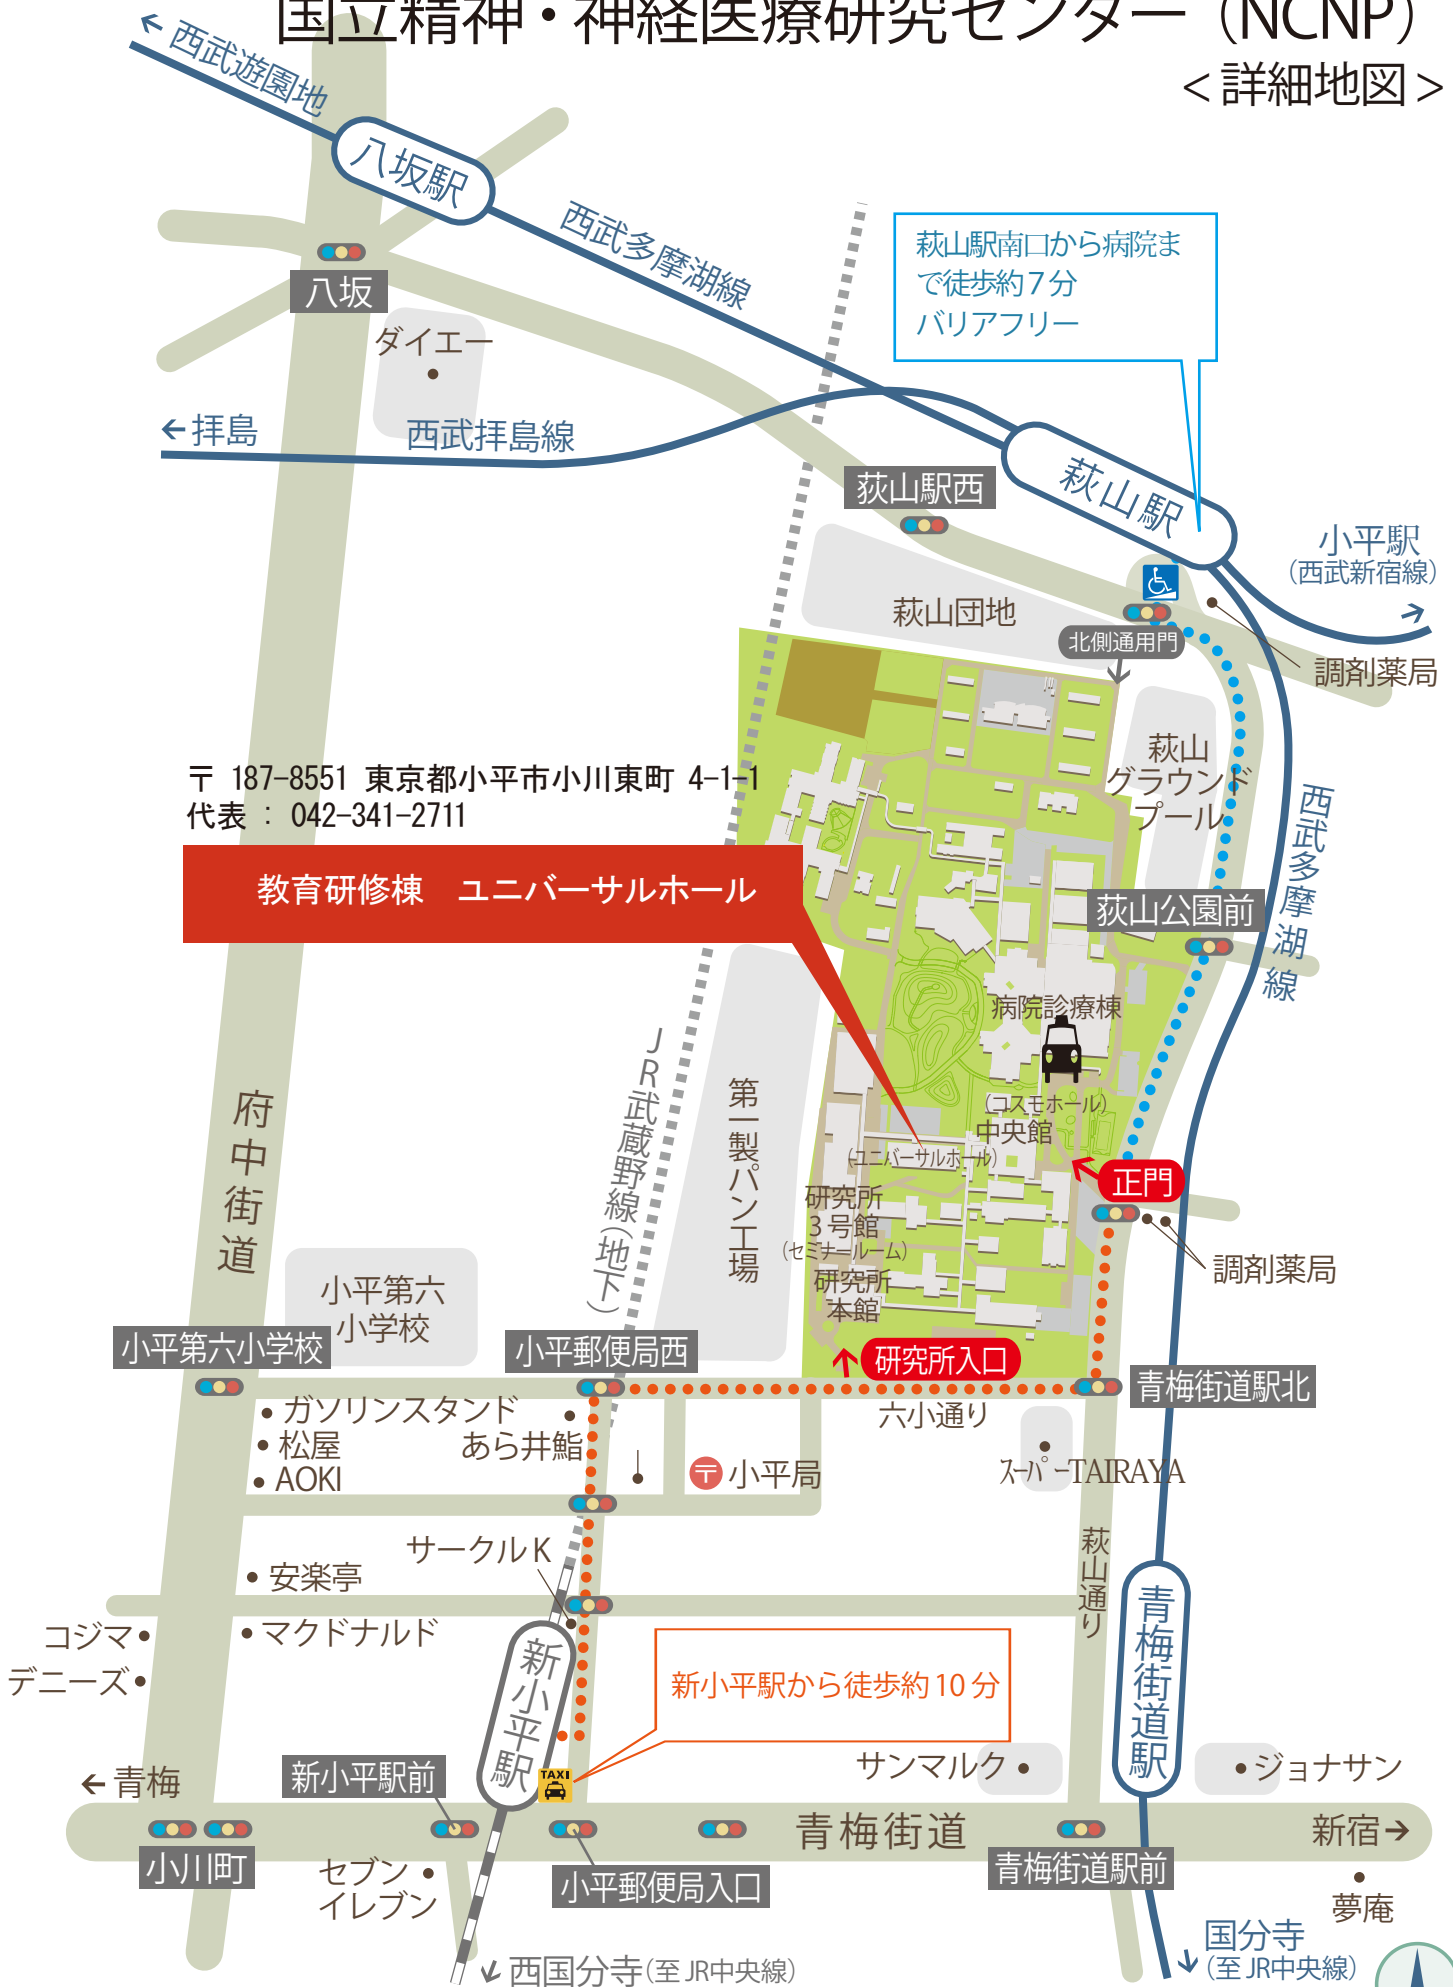 国立精神・神経医療研究センター（NCNP）
＜詳細地図＞
←西武遊園地
八坂駅
西武多摩湖線
萩山駅南口から病院ま
で徒歩約7分
バリアフリー
八坂
ダイエー
←拝島
西武拝島線
荻山駅西
萩山駅
小平駅
（西武新宿線）
→
萩山団地
北側通用門
調剤薬局
萩山
グラウンド
プール
〒 187-8551 東京都小平市小川東町 4-1-1
代表 ： 042-341-2711
教育研修棟　ユニバーサルホール
西武多摩湖線
荻山公園前
病院診療棟
（コスモホール）
中央館
（ユニバーサルホール）
正門
研究所
3号館
（セミナールーム）
研究所
本館
調剤薬局
JR武蔵野線（地下）
第一製パン工場
府中街道
小平第六
小学校
小平第六小学校
小平郵便局西
研究所入口
青梅街道駅北
六小通り
ガソリンスタンド
あら井鮨
松屋
AOKI
〒小平局
スーパーTAIRAYA
サークルK
安楽亭
マクドナルド
コジマ
デニーズ
萩山通り
青梅街道駅
新小平駅
新小平駅から徒歩約10分
TAXI
←青梅
新小平駅前
サンマルク
ジョナサン
青梅街道
新宿→
小川町
セブン
イレブン
小平郵便局入口
青梅街道駅前
夢庵
西国分寺（至 JR中央線）
国分寺
（至 JR中央線）